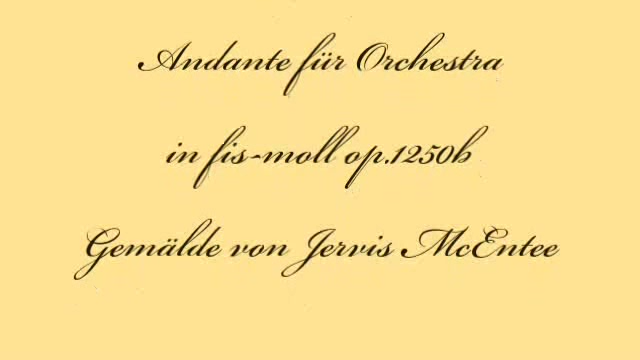 Andante für Orchestra
in fis-moll op.1250b
Gemälde von Jervis McEntee